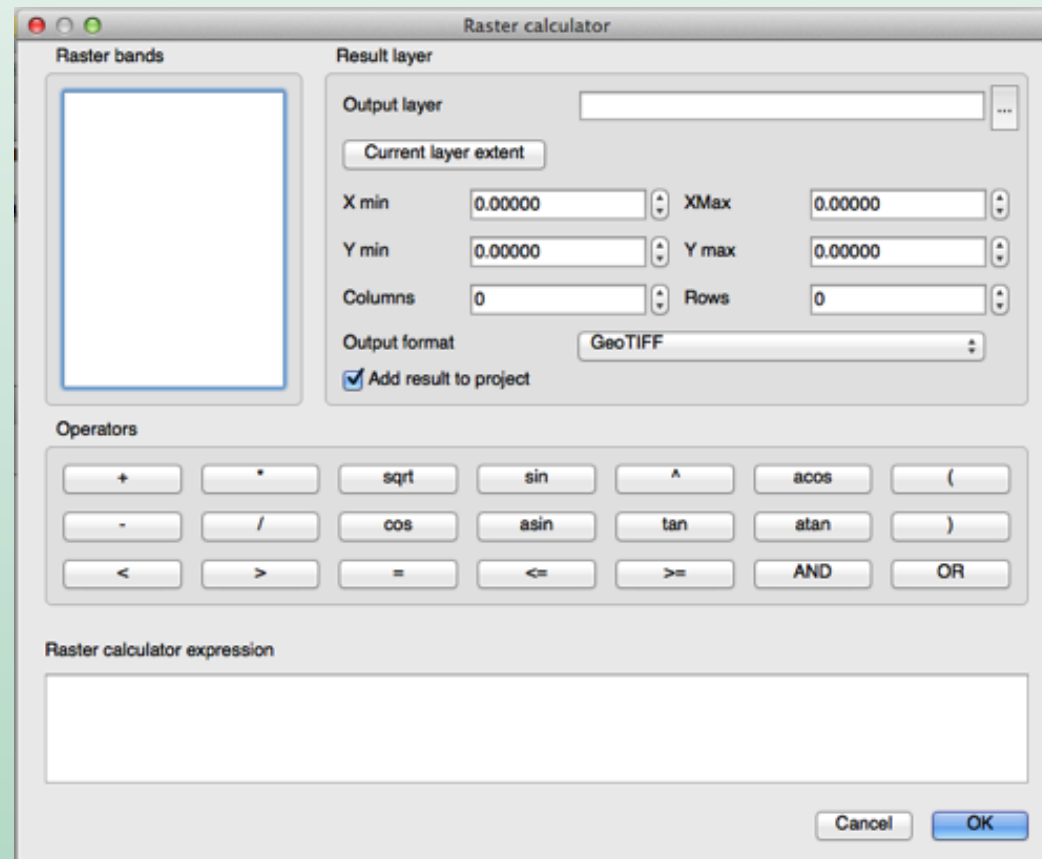 Raster calculator
Raster bands
Result layer
Output layer
...
Current layer extent
X min 0.00000 XMax 0.00000
Y min 0.00000 Y max 0.00000
Columns 0 Rows 0
Output format GeoTIFF
Add result to project
Operators
+ * sqrt sin ^ acos (
- / cos asin tan atan )
< > = <= >= AND OR
Raster calculator expression
Cancel OK